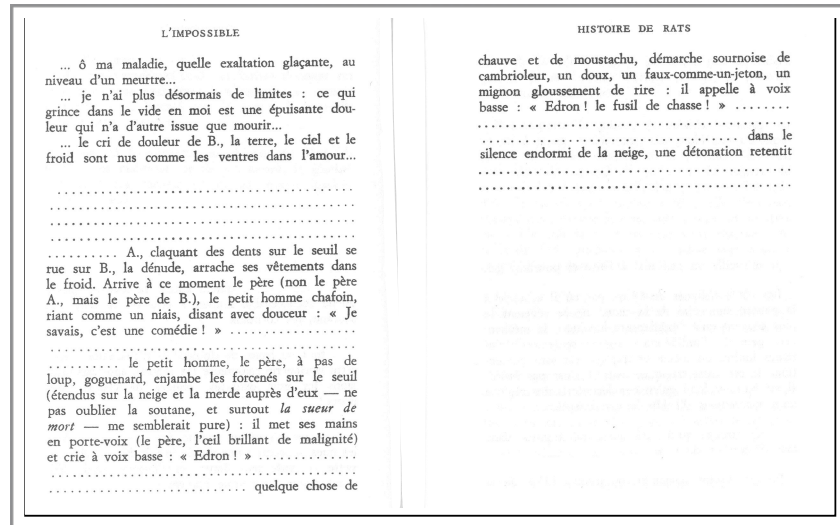 L'IMPOSSIBLE
... ô ma maladie, quelle exaltation glaçante, au
niveau d'un meurtre...
... je n'ai plus désormais de limites : ce qui
grince dans le vide en moi est une épuisante dou-
leur qui n'a d'autre issue que mourir...
... le cri de douleur de B., la terre, le ciel et le
froid sont nus comme les ventres dans l'amour...
........................................
........................................
........................................
........................................
.......... A., claquant des dents sur le seuil se
rue sur B., la dénude, arrache ses vêtements dans
le froid. Arrive à ce moment le père (non le père
A., mais le père de B.), le petit homme chafoin,
riant comme un niais, disant avec douceur : « Je
savais, c'est une comédie ! » .................
........................................
.......... le petit homme, le père, à pas de
loup, goguenard, enjambe les forcenés sur le seuil
(étendus sur la neige et la merde auprès d'eux — ne
pas oublier la soutane, et surtout la sueur de
mort — me semblerait pure) : il met ses mains
en porte-voix (le père, l'œil brillant de malignité)
et crie à voix basse : « Edron ! » .............
........................................
........................... quelque chose de
HISTOIRE DE RATS
chauve et de moustachu, démarche sournoise de
cambrioleur, un doux, un faux-comme-un-jeton, un
mignon gloussement de rire : il appelle à voix
basse : « Edron ! le fusil de chasse ! » ........
........................................
................................... dans le
silence endormi de la neige, une détonation retentit
........................................
........................................